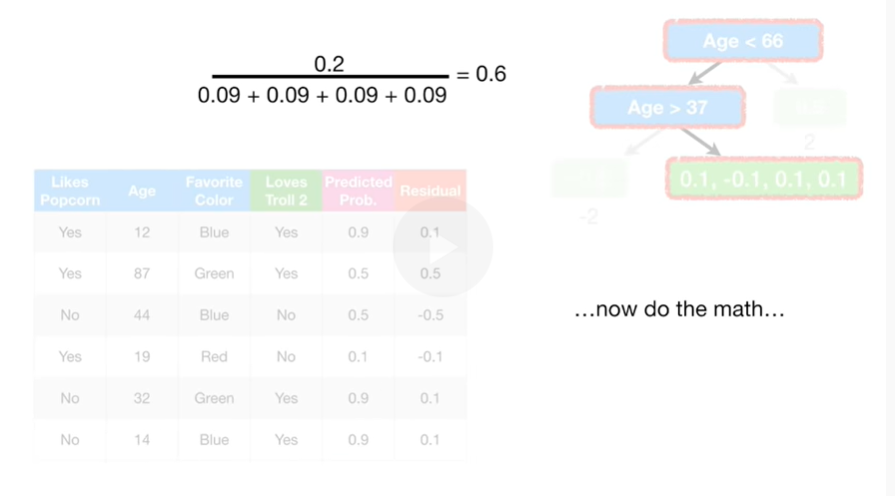 0.2
0.09 + 0.09 + 0.09 + 0.09
= 0.6
Age < 66
Age > 37
2
0.1, -0.1, 0.1, 0.1
-2
Likes Popcorn Age Favorite Color Loves Troll 2 Predicted Prob. Residual
Yes 12 Blue Yes 0.9 0.1
Yes 87 Green Yes 0.5 0.5
No 44 Blue No 0.5 -0.5
Yes 19 Red No 0.1 -0.1
No 32 Green Yes 0.9 0.1
No 14 Blue Yes 0.9 0.1
…now do the math…